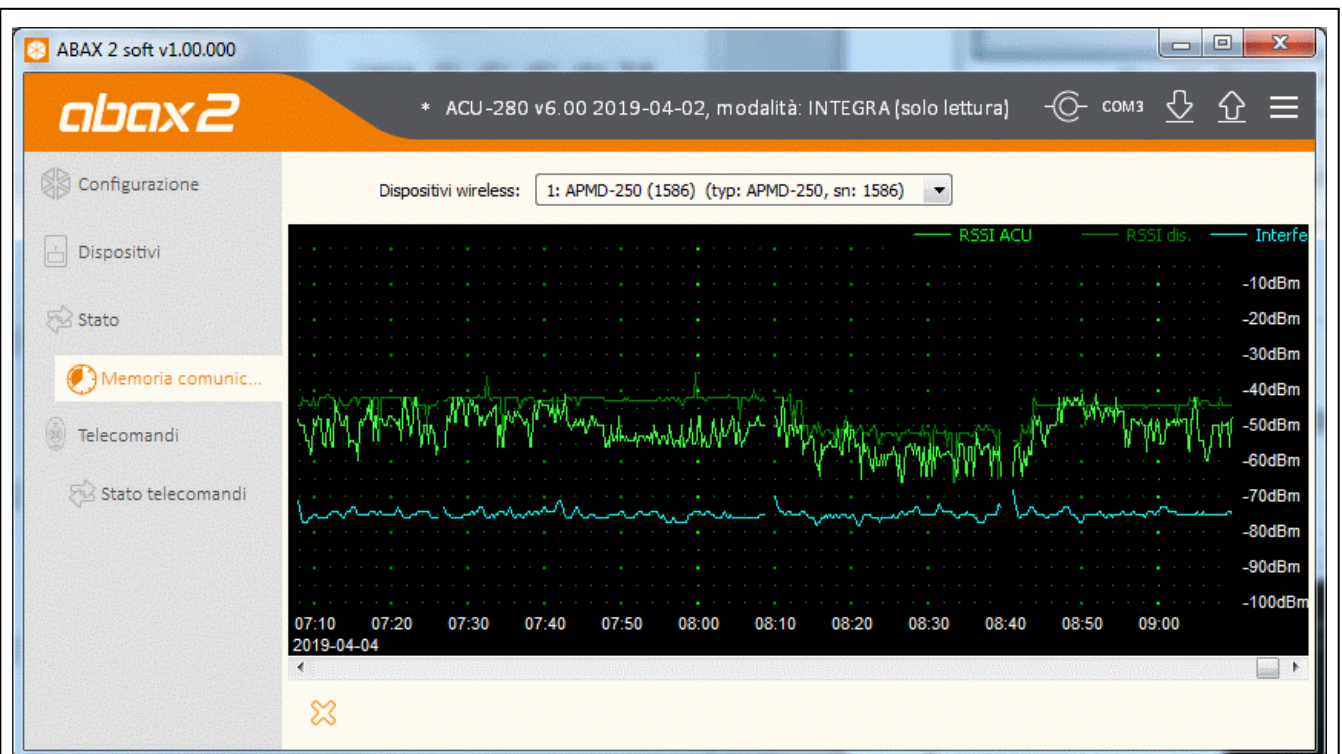 ABAX 2 soft v1.00.000
abax2
* ACU-280 v6.00 2019-04-02, modalità: INTEGRA (solo lettura)
COM3
Configurazione
Dispositivi
Stato
Memoria comunic...
Telecomandi
Stato telecomandi
Dispositivi wireless:
1: APMD-250 (1586) (typ: APMD-250, sn: 1586)
RSSI ACU
RSSI dis.
Interfe
-10dBm
-20dBm
-30dBm
-40dBm
-50dBm
-60dBm
-70dBm
-80dBm
-90dBm
-100dBm
07:10 07:20 07:30 07:40 07:50 08:00 08:10 08:20 08:30 08:40 08:50 09:00
2019-04-04